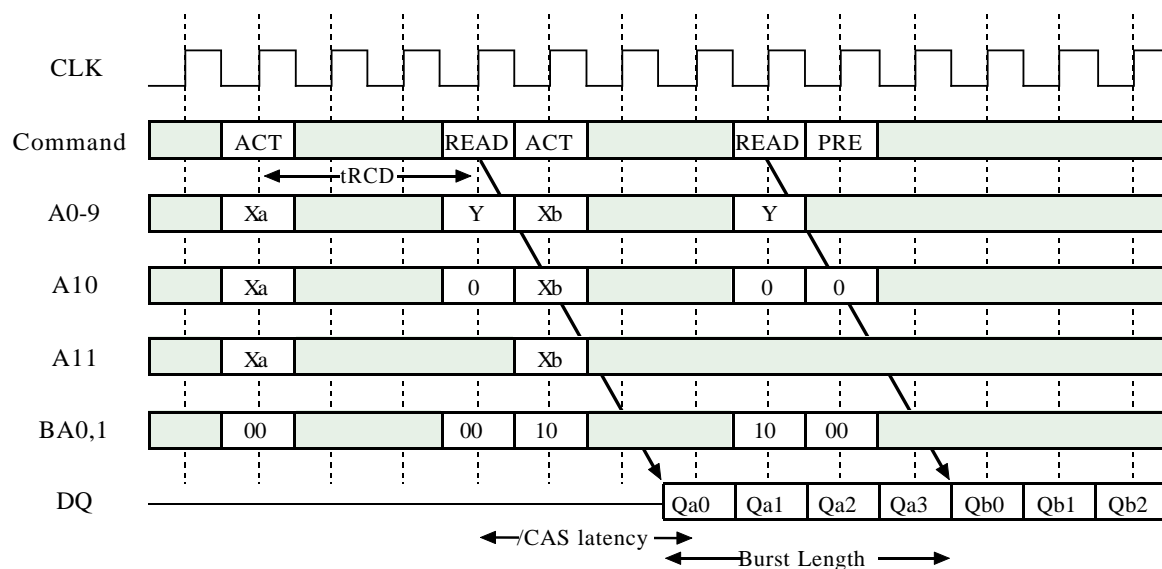 CLK
Command ACT READ ACT READ PRE
tRCD
A0-9 Xa Y Xb Y
A10 Xa 0 Xb 0 0
A11 Xa Xb
BA0,1 00 00 10 10 00
DQ Qa0 Qa1 Qa2 Qa3 Qb0 Qb1 Qb2
/CAS latency
Burst Length